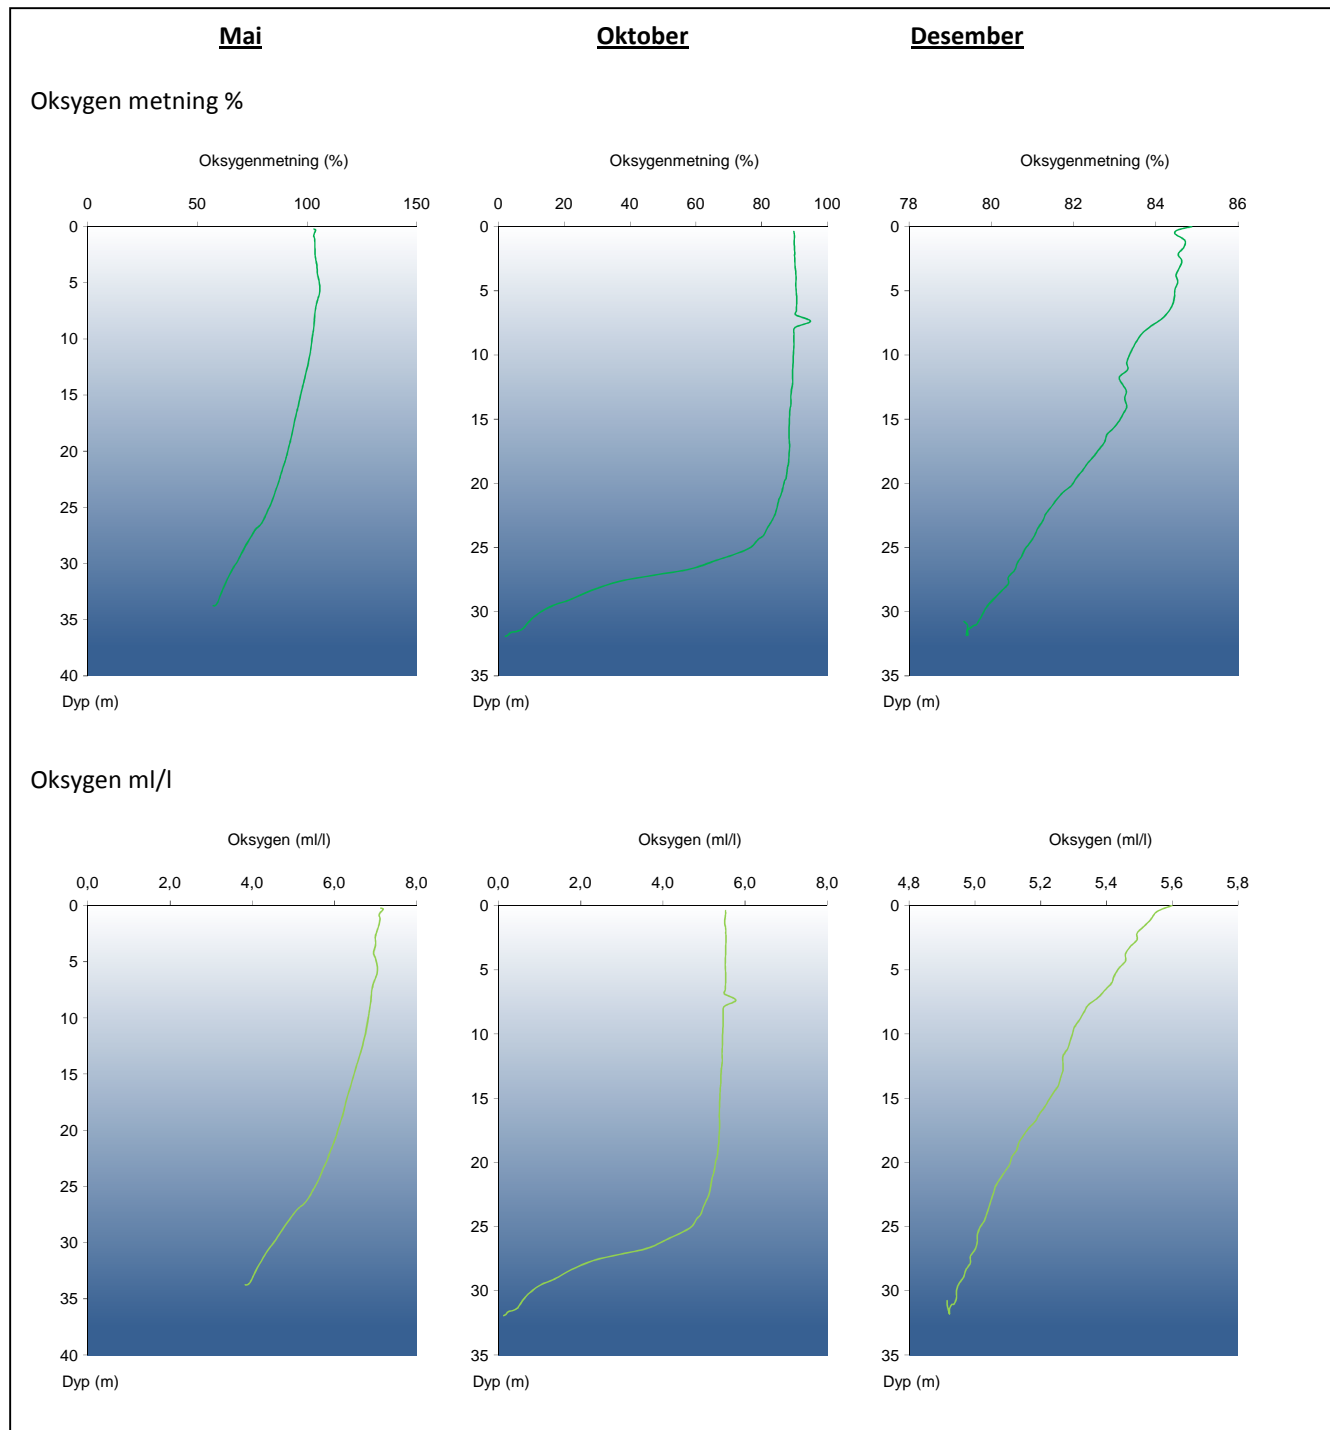 Mai Oktober Desember
Oksygen metning %
Oksygenmetning (%) Oksygenmetning (%) Oksygenmetning (%)
0 50 100 150 0 20 40 60 80 100 78 80 82 84 86
0 0 0
5 5 5
10 10 10
15 15 15
20 20 20
25 25 25
30 30 30
35 35 35
40
Dyp (m) Dyp (m) Dyp (m)
Oksygen ml/l
Oksygen (ml/l) Oksygen (ml/l) Oksygen (ml/l)
0,0 2,0 4,0 6,0 8,0 0,0 2,0 4,0 6,0 8,0 4,8 5,0 5,2 5,4 5,6 5,8
0 0 0
5 5 5
10 10 10
15 15 15
20 20 20
25 25 25
30 30 30
35 35 35
40
Dyp (m) Dyp (m) Dyp (m)